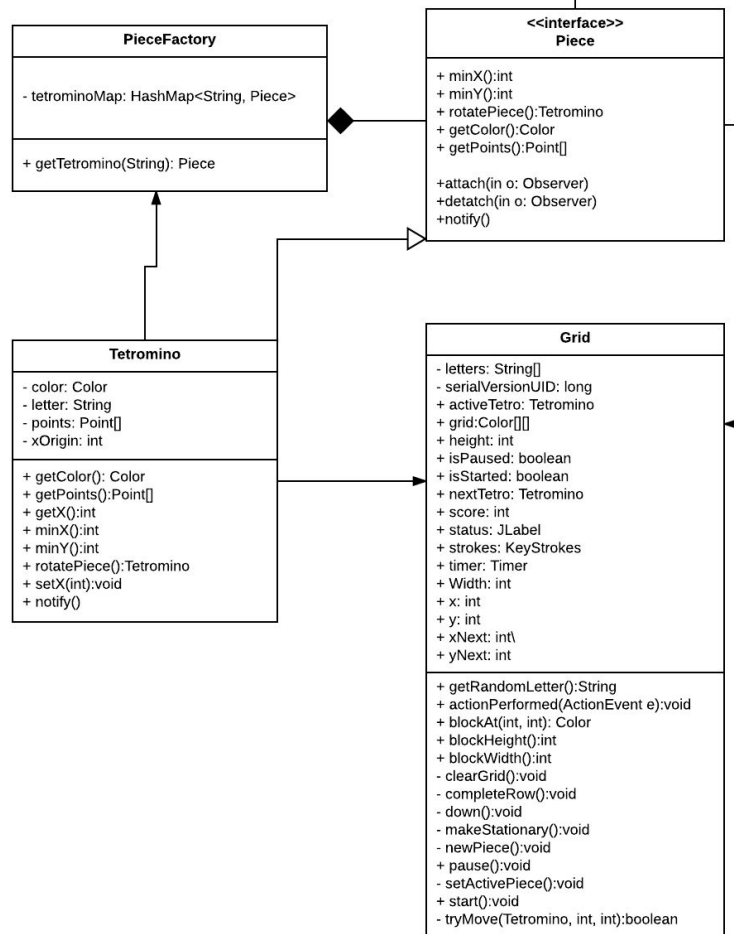 PieceFactory
- tetrominoMap: HashMap<String, Piece>
+ getTetromino(String): Piece
<<interface>>
Piece
+ minX():int
+ minY():int
+ rotatePiece():Tetromino
+ getColor():Color
+ getPoints():Point[]
+attach(in o: Observer)
+detatch(in o: Observer)
+notify()
Tetromino
- color: Color
- letter: String
- points: Point[]
- xOrigin: int
+ getColor(): Color
+ getPoints():Point[]
+ getX():int
+ minX():int
+ minY():int
+ rotatePiece():Tetromino
+ setX(int):void
+ notify()
Grid
- letters: String[]
- serialVersionUID: long
+ activeTetro: Tetromino
+ grid:Color[][]
+ height: int
+ isPaused: boolean
+ isStarted: boolean
+ nextTetro: Tetromino
+ score: int
+ status: JLabel
+ strokes: KeyStrokes
+ timer: Timer
+ Width: int
+ x: int
+ y: int
+ xNext: int\
+ yNext: int
+ getRandomLetter():String
+ actionPerformed(ActionEvent e):void
+ blockAt(int, int): Color
+ blockHeight():int
+ blockWidth():int
- clearGrid():void
- completeRow():void
- down():void
- makeStationary():void
- newPiece():void
+ pause():void
- setActivePiece():void
+ start():void
- tryMove(Tetromino, int, int):boolean